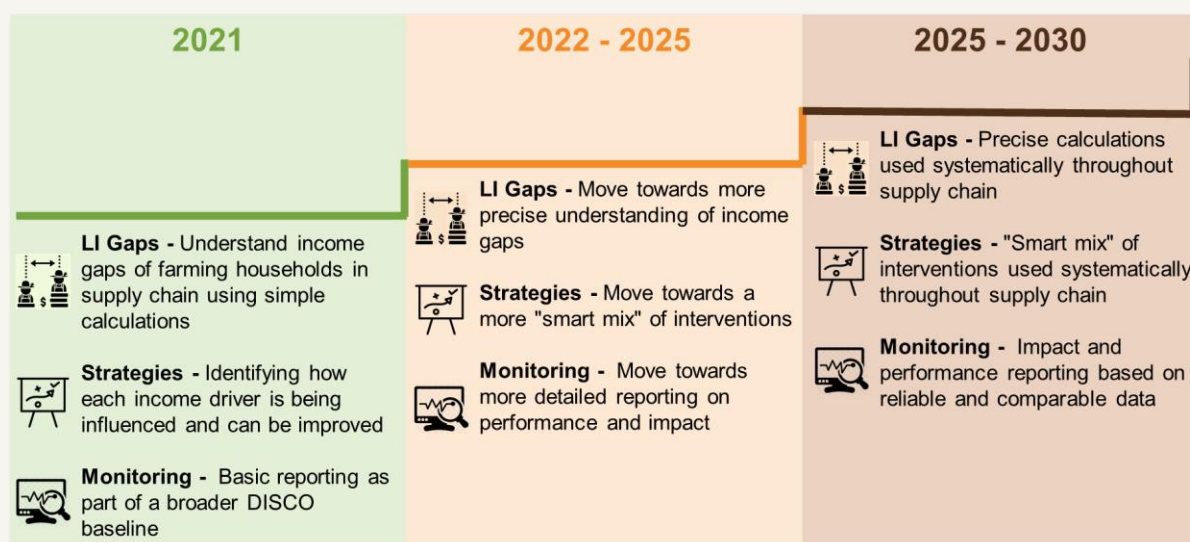 2021
LI Gaps - Understand income
gaps of farming households in
supply chain using simple
calculations
Strategies - Identifying how
each income driver is being
influenced and can be improved
Monitoring - Basic reporting as
part of a broader DISCO
baseline
2022 - 2025
LI Gaps - Move towards more
precise understanding of income
gaps
Strategies - Move towards a
more "smart mix" of interventions
Monitoring - Move towards
more detailed reporting on
performance and impact
2025 - 2030
LI Gaps - Precise calculations
used systematically throughout
supply chain
Strategies - "Smart mix" of
interventions used systematically
throughout supply chain
Monitoring - Impact and
performance reporting based on
reliable and comparable data